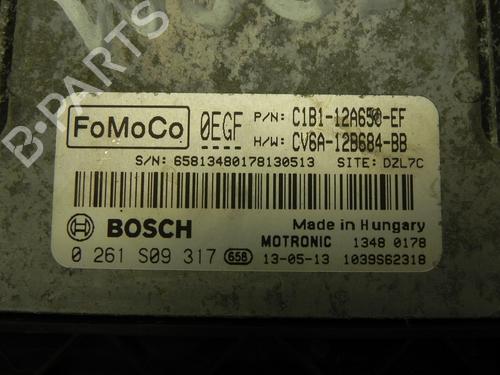 B-PARTS
FoMoCo 0EGF P/N: C1B1-12A650-EF
H/W: CV6A-12B684-BB
S/N: 65813480178130513 SITE: DZL7C
BOSCH Made in Hungary
MOTRONIC 1348 0178
0 261 S09 317 658 13-05-13 1039S62318